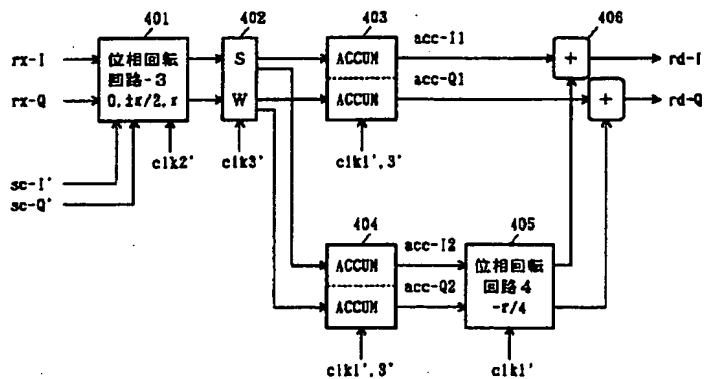 401
402
403
406
rx-I
rx-Q
位相回転
回路-3
0,±π/2,π
S
W
ACCUM
ACCUM
acc-I1
acc-Q1
+
+
rd-I
rd-Q
clk2'
clk3'
clk1',3'
sc-I'
sc-Q'
404
405
ACCUM
ACCUM
acc-I2
acc-Q2
位相回転
回路4
-π/4
clk1',3'
clk1'